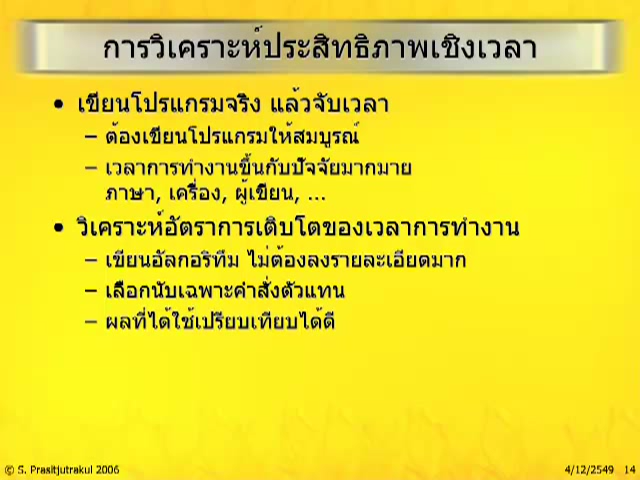 การวิเคราะห์ประสิทธิภาพเชิงเวลา
• เขียนโปรแกรมจริง แล้วจับเวลา
– ต้องเขียนโปรแกรมให้สมบูรณ์
– เวลาการทำงานขึ้นกับปัจจัยมากมาย
ภาษา, เครื่อง, ผู้เขียน, ...
• วิเคราะห์อัตราการเติบโตของเวลาการทำงาน
– เขียนอัลกอริทึม ไม่ต้องลงรายละเอียดมาก
– เลือกนับเฉพาะคำสั่งตัวแทน
– ผลที่ได้ใช้เปรียบเทียบได้ดี
© S. Prasitjutrakul 2006
4/12/2549 14